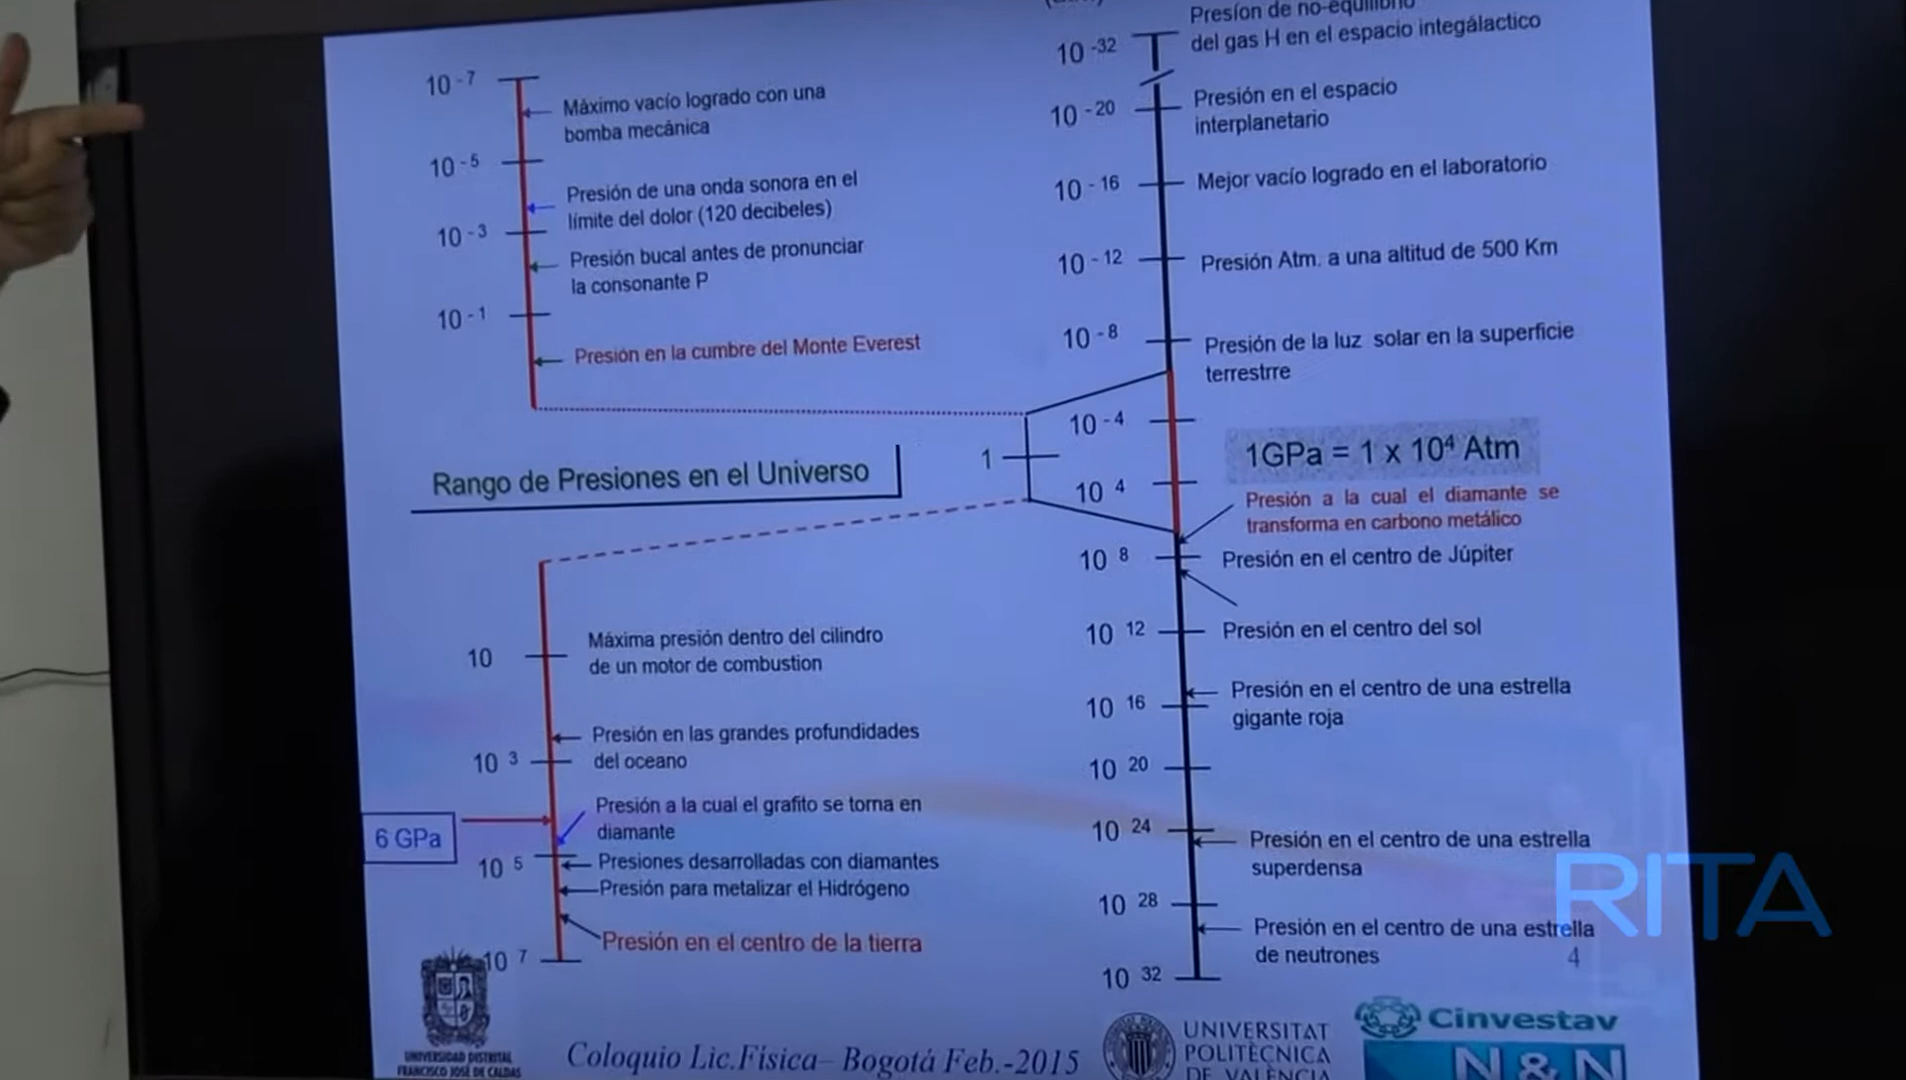 10 -7
Máximo vacío logrado con una
bomba mecánica
10 -5
Presión de una onda sonora en el
límite del dolor (120 decibeles)
10 -3
Presión bucal antes de pronunciar
la consonante P
10 -1
Presión en la cumbre del Monte Everest
Rango de Presiones en el Universo
10
Máxima presión dentro del cilindro
de un motor de combustion
Presión en las grandes profundidades
del oceano
10 3
Presión a la cual el grafito se torna en
diamante
6 GPa
10 5
Presiones desarrolladas con diamantes
Presión para metalizar el Hidrógeno
Presión en el centro de la tierra
10 7
Presíon de no-equilibrio
del gas H en el espacio integáláctico
10 -32
Presión en el espacio
interplanetario
10 -20
10 -16
Mejor vacío logrado en el laboratorio
10 -12
Presión Atm. a una altitud de 500 Km
10 -8
Presión de la luz solar en la superficie
terrestrre
10 -4
1
1GPa = 1 x 10⁴ Atm
10 4
Presión a la cual el diamante se
transforma en carbono metálico
10 8
Presión en el centro de Júpiter
10 12
Presión en el centro del sol
Presión en el centro de una estrella
gigante roja
10 16
10 20
10 24
Presión en el centro de una estrella
superdensa
RITA
10 28
Presión en el centro de una estrella
de neutrones
4
10 32
UNIVERSIDAD DISTRITAL
FRANCISCO JOSÉ DE CALDAS
Coloquio Lic.Física– Bogotá Feb.-2015
UNIVERSITAT
POLITÈCNICA
DE VALÈNCIA
Cinvestav
N & N